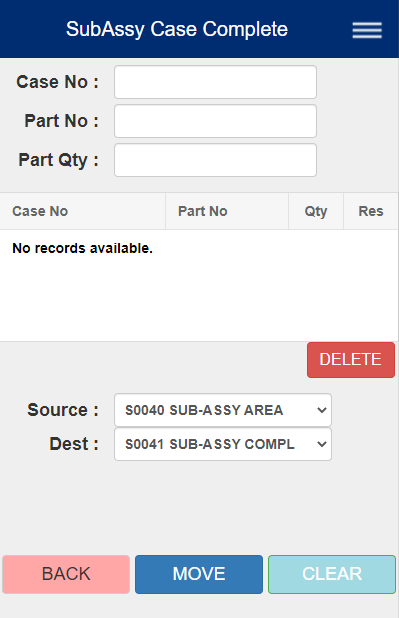 SubAssy Case Complete
Case No :
Part No :
Part Qty :
Case No Part No Qty Res
No records available.
DELETE
Source : S0040 SUB-ASSY AREA
Dest : S0041 SUB-ASSY COMPL
BACK MOVE CLEAR